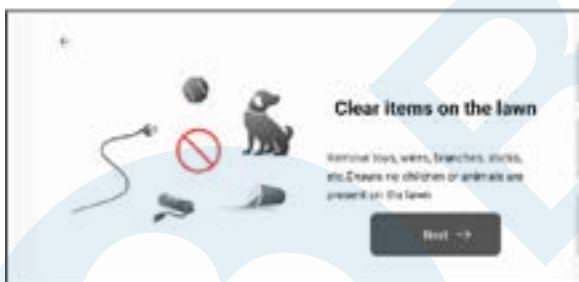 Clear items on the lawn
Remove toys, wires, branches, sticks,
etc.Ensure no children or animals are
present on the lawn
Next